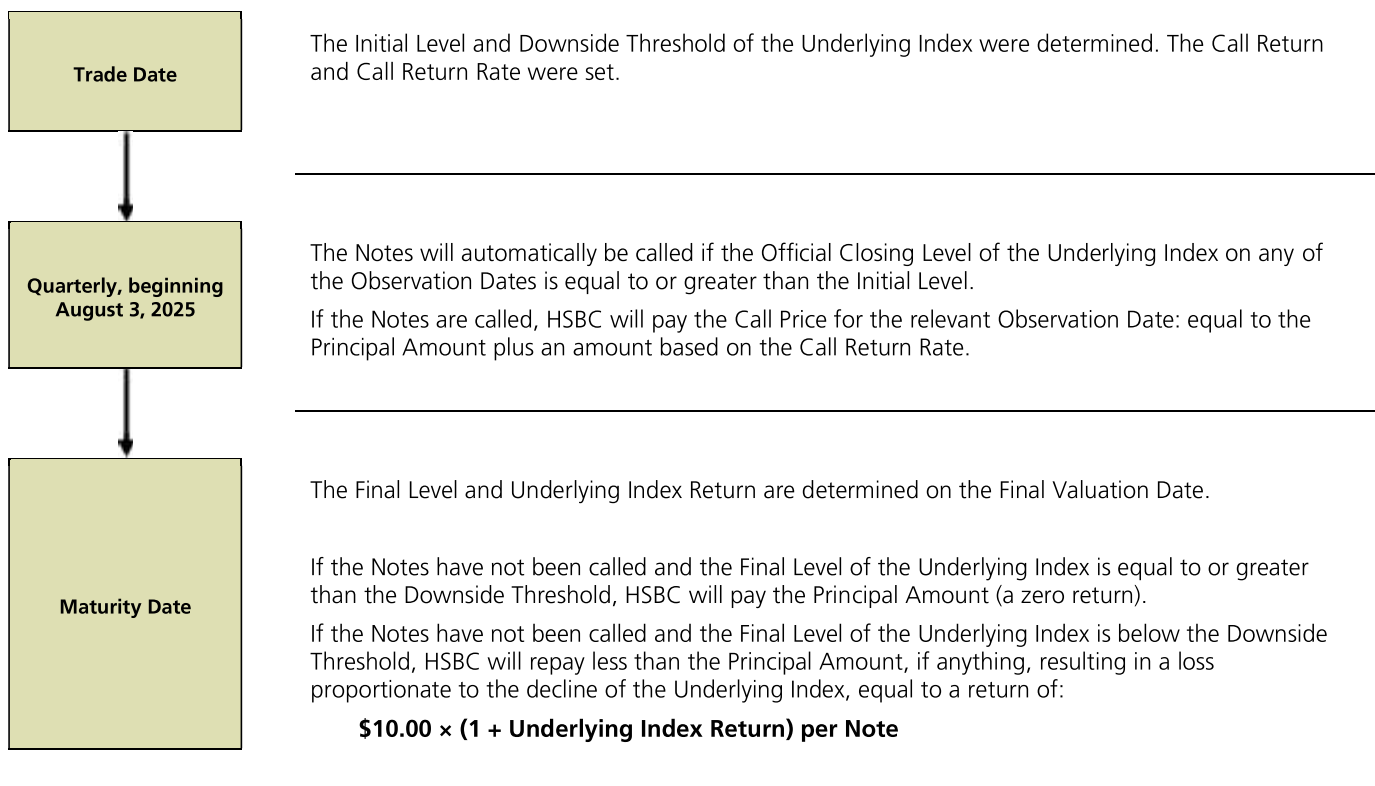 Trade Date
The Initial Level and Downside Threshold of the Underlying Index were determined. The Call Return
and Call Return Rate were set.
Quarterly, beginning
August 3, 2025
The Notes will automatically be called if the Official Closing Level of the Underlying Index on any of
the Observation Dates is equal to or greater than the Initial Level.
If the Notes are called, HSBC will pay the Call Price for the relevant Observation Date: equal to the
Principal Amount plus an amount based on the Call Return Rate.
Maturity Date
The Final Level and Underlying Index Return are determined on the Final Valuation Date.
If the Notes have not been called and the Final Level of the Underlying Index is equal to or greater
than the Downside Threshold, HSBC will pay the Principal Amount (a zero return).
If the Notes have not been called and the Final Level of the Underlying Index is below the Downside
Threshold, HSBC will repay less than the Principal Amount, if anything, resulting in a loss
proportionate to the decline of the Underlying Index, equal to a return of:
$10.00 × (1 + Underlying Index Return) per Note